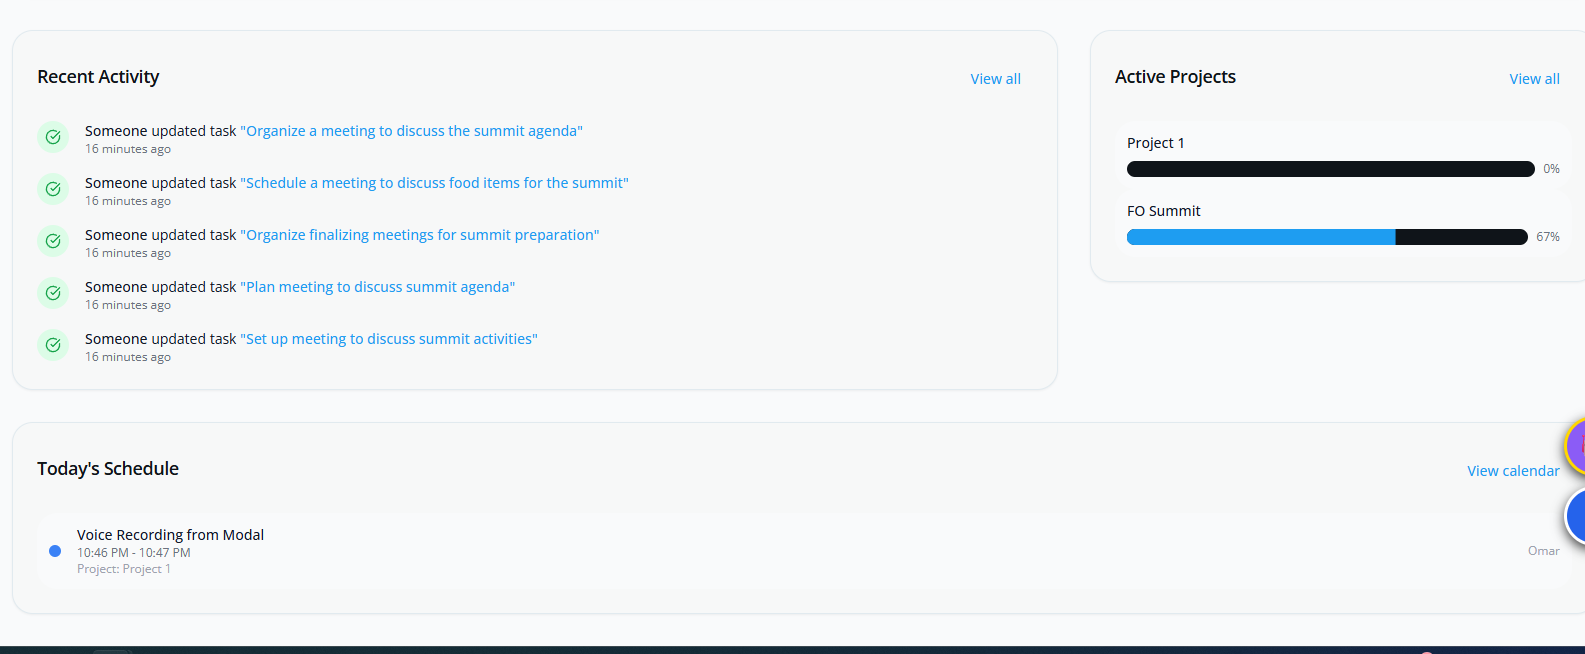 Recent Activity
View all
Someone updated task "Organize a meeting to discuss the summit agenda"
16 minutes ago
Someone updated task "Schedule a meeting to discuss food items for the summit"
16 minutes ago
Someone updated task "Organize finalizing meetings for summit preparation"
16 minutes ago
Someone updated task "Plan meeting to discuss summit agenda"
16 minutes ago
Someone updated task "Set up meeting to discuss summit activities"
16 minutes ago
Active Projects
View all
Project 1
0%
FO Summit
67%
Today's Schedule
View calendar
Voice Recording from Modal
10:46 PM - 10:47 PM
Project: Project 1
Omar